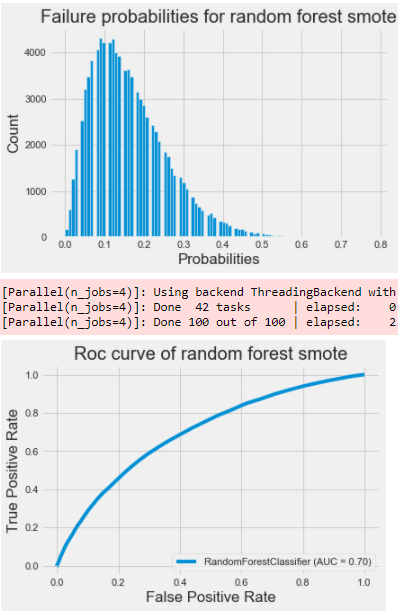 Failure probabilities for random forest smote
4000
3000
2000
1000
0
Count
0.0 0.1 0.2 0.3 0.4 0.5 0.6 0.7 0.8
Probabilities
[Parallel(n_jobs=4)]: Using backend ThreadingBackend with
[Parallel(n_jobs=4)]: Done 42 tasks | elapsed: 0
[Parallel(n_jobs=4)]: Done 100 out of 100 | elapsed: 2
Roc curve of random forest smote
1.0
0.8
0.6
0.4
0.2
0.0
True Positive Rate
RandomForestClassifier (AUC = 0.70)
0.0 0.2 0.4 0.6 0.8 1.0
False Positive Rate